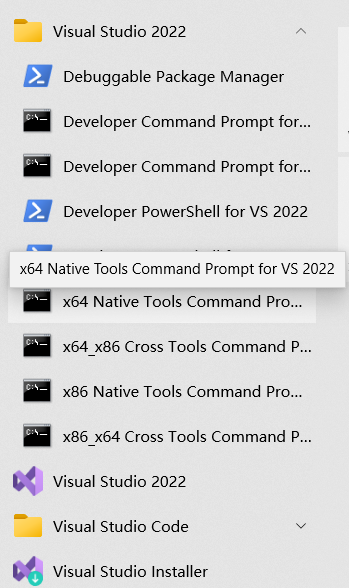 Visual Studio 2022
Debuggable Package Manager
Developer Command Prompt for...
Developer Command Prompt for...
Developer PowerShell for VS 2022
x64 Native Tools Command Prompt for VS 2022
x64 Native Tools Command Pro...
x64_x86 Cross Tools Command P...
x86 Native Tools Command Pro...
x86_x64 Cross Tools Command P...
Visual Studio 2022
Visual Studio Code
Visual Studio Installer